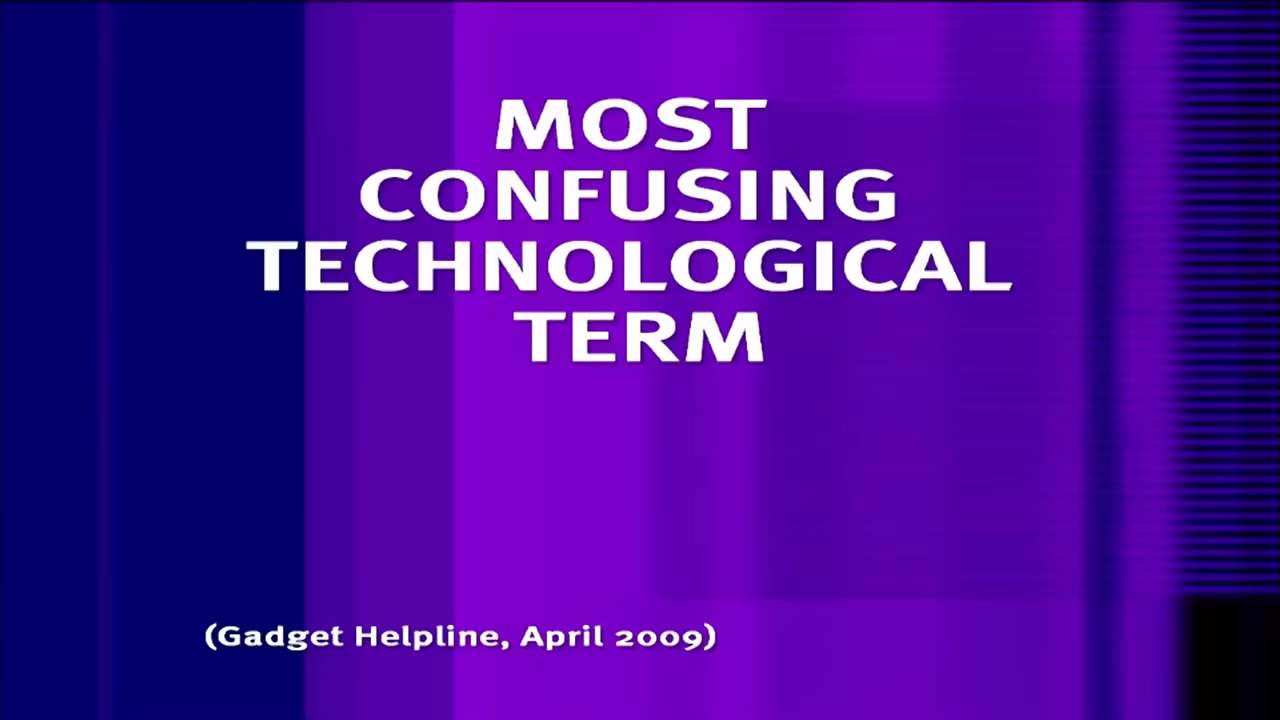 MOST
CONFUSING
TECHNOLOGICAL
TERM
(Gadget Helpline, April 2009)